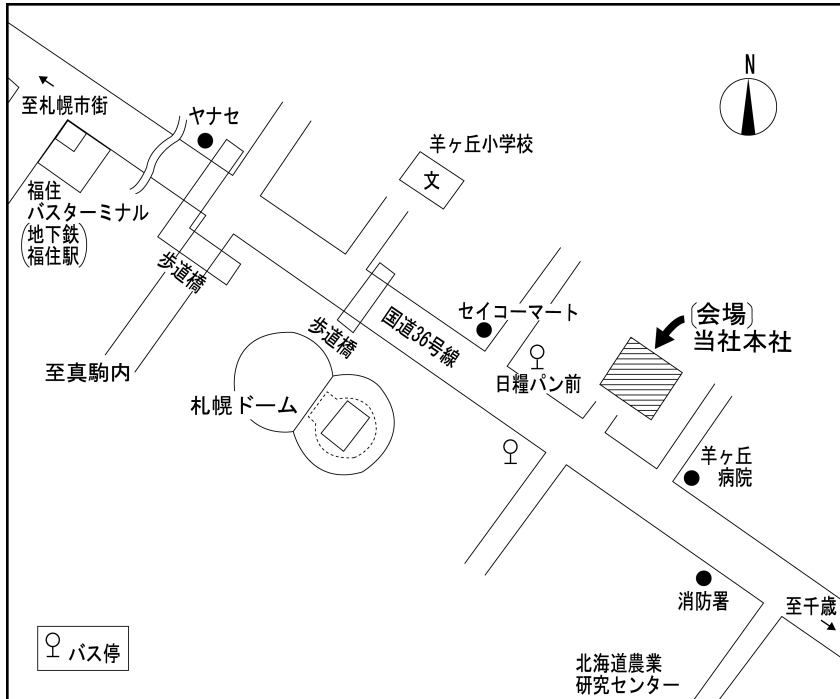 至札幌市街
ヤナセ
N
羊ヶ丘小学校
文
福住
バスターミナル
(地下鉄
福住駅)
歩道橋
歩道橋
国道36号線
セイコーマート
〔会場〕
当社本社
至真駒内
札幌ドーム
日糧パン前
羊ヶ丘
病院
消防署
至千歳
バス停
北海道農業
研究センター